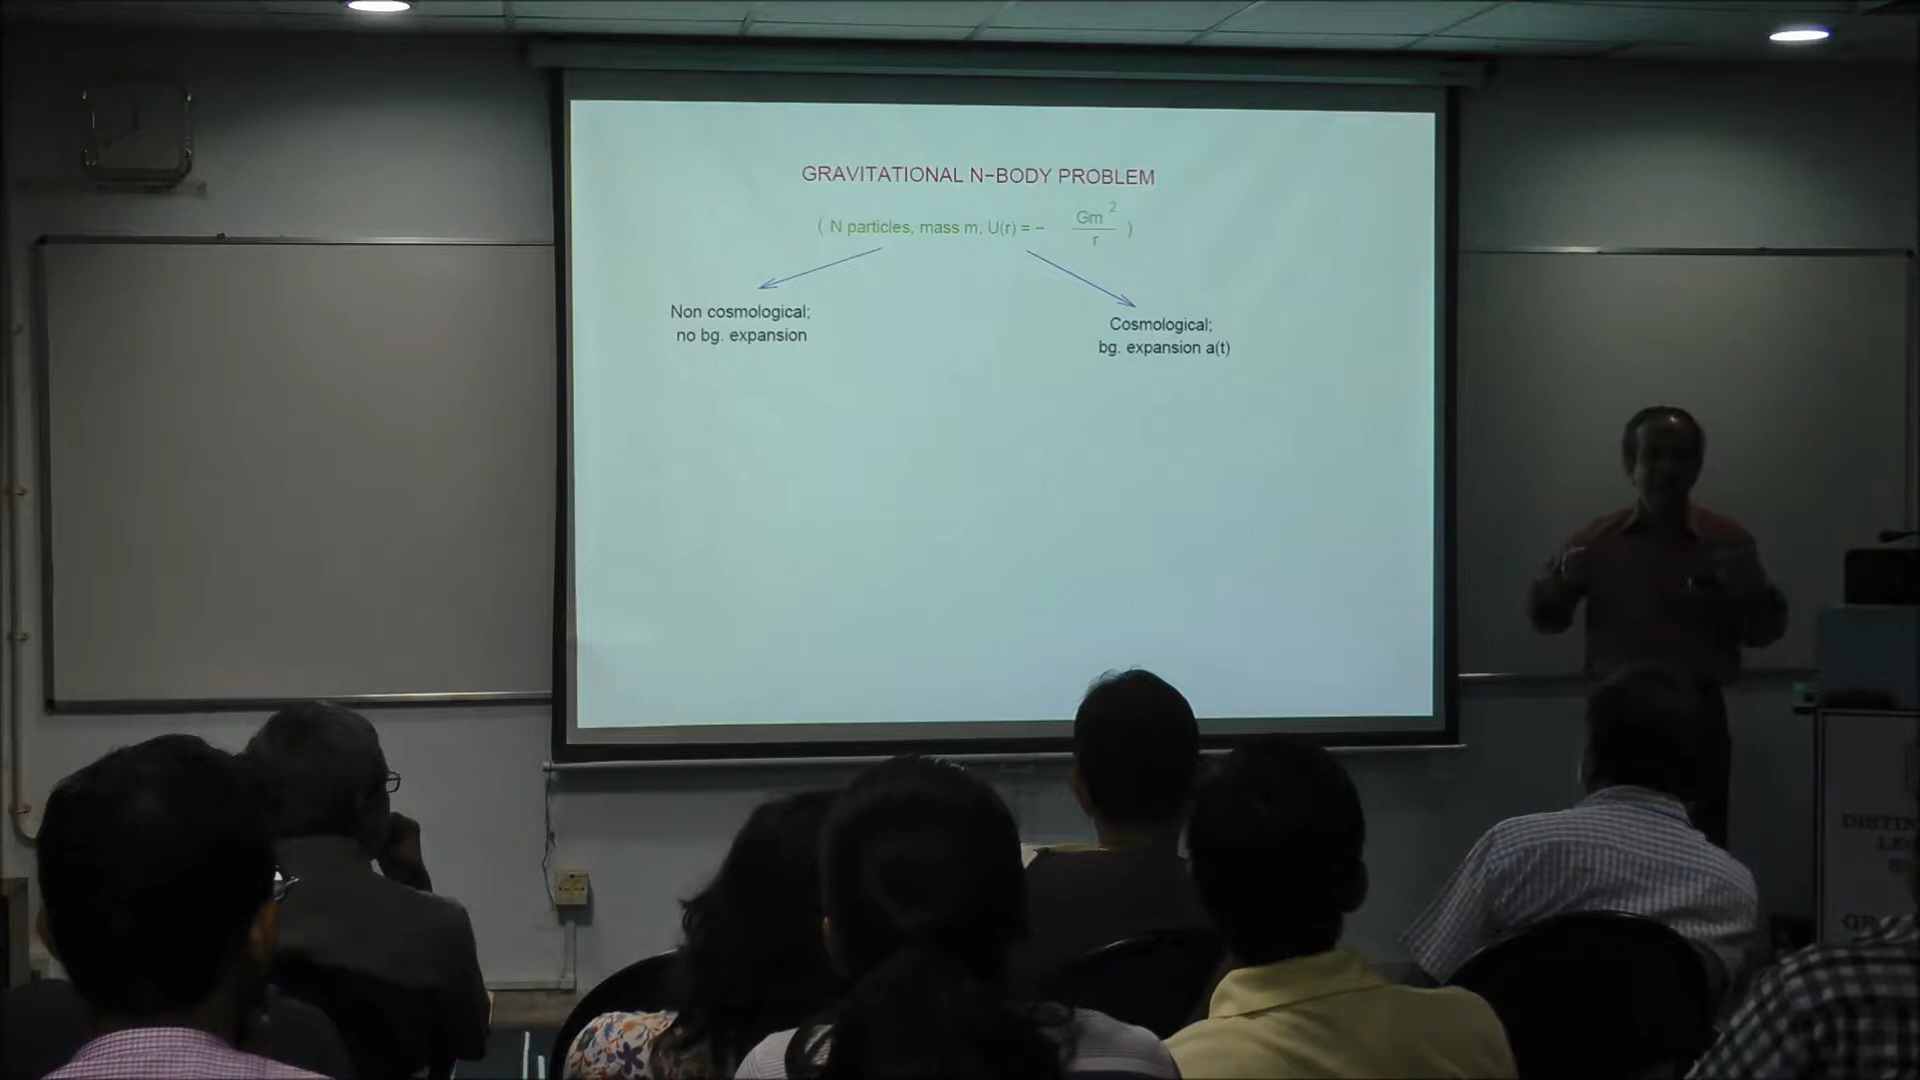 GRAVITATIONAL N-BODY PROBLEM
( N particles, mass m, U(r) = - Gm² / r )
Non cosmological;
no bg. expansion
Cosmological;
bg. expansion a(t)